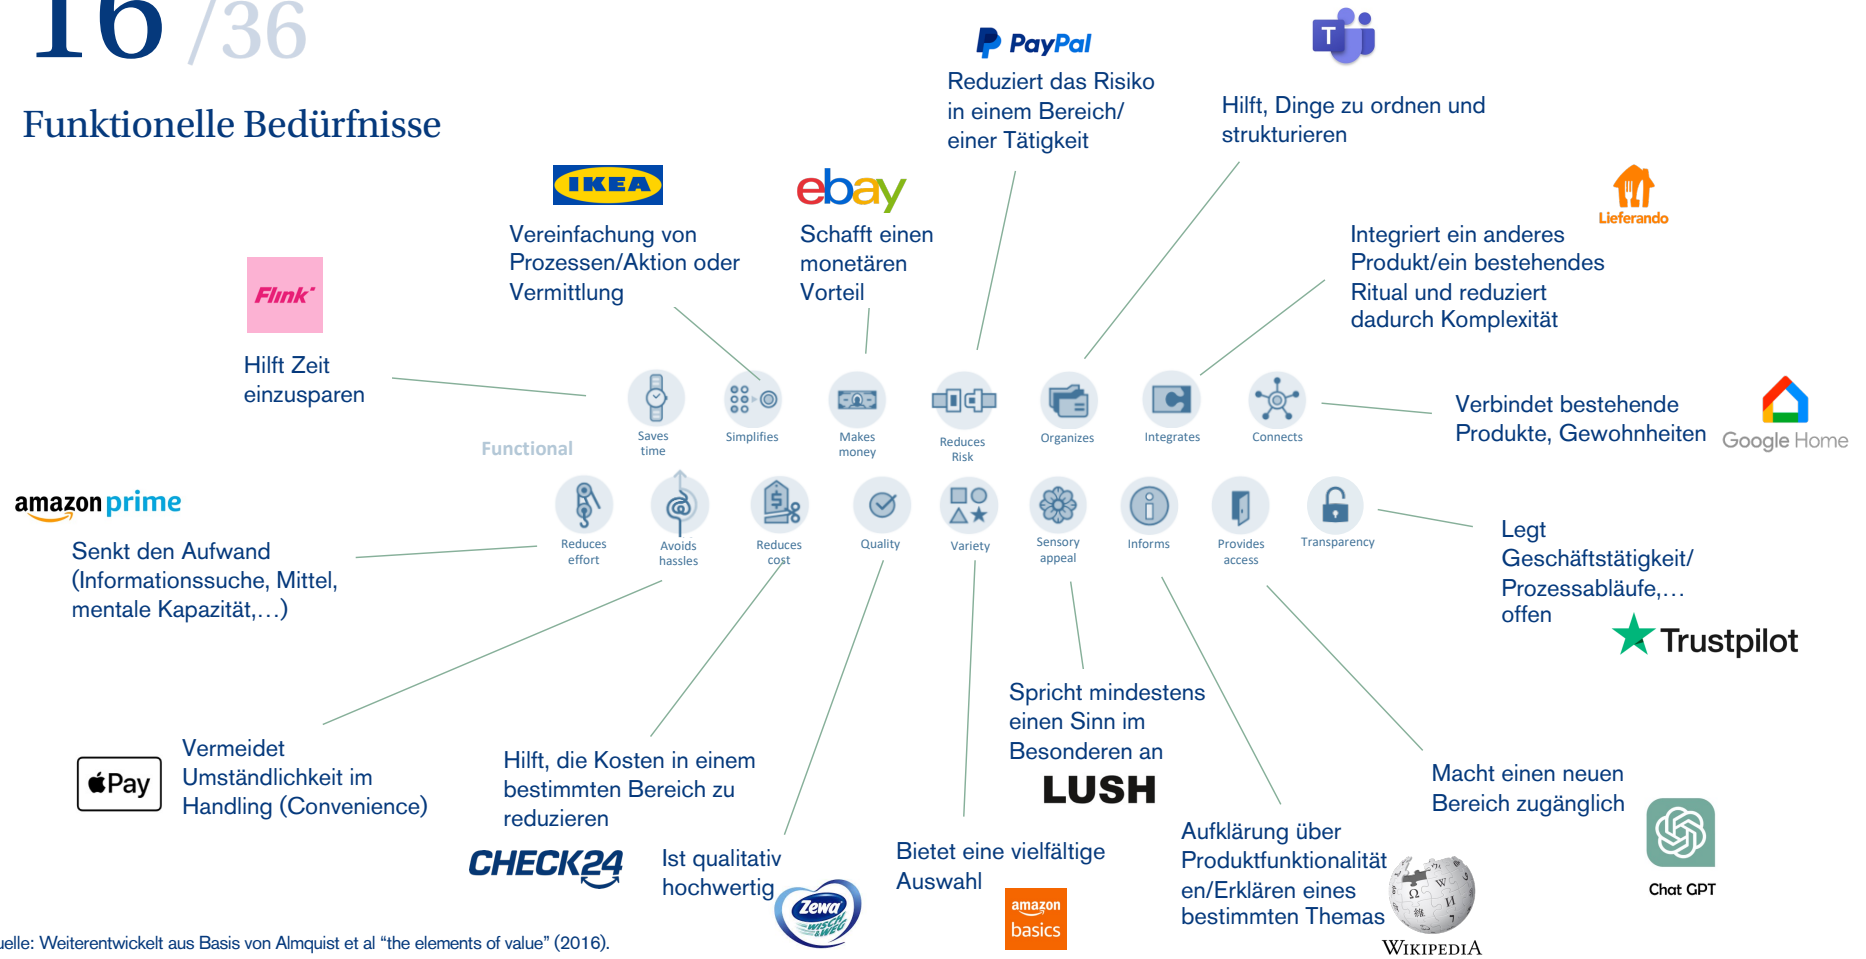 16 /36
Funktionelle Bedürfnisse
PayPal
Reduziert das Risiko
in einem Bereich/
einer Tätigkeit
T
Hilft, Dinge zu ordnen und
strukturieren
IKEA
Vereinfachung von
Prozessen/Aktion oder
Vermittlung
ebay
Schafft einen
monetären
Vorteil
Lieferando
Integriert ein anderes
Produkt/ein bestehendes
Ritual und reduziert
dadurch Komplexität
Flink
Hilft Zeit
einzusparen
Verbindet bestehende
Produkte, Gewohnheiten
Google Home
Functional
Saves
time
Simplifies
Makes
money
Reduces
Risk
Organizes
Integrates
Connects
amazon prime
Senkt den Aufwand
(Informationssuche, Mittel,
mentale Kapazität,…)
Reduces
effort
Avoids
hassles
Reduces
cost
Quality
Variety
Sensory
appeal
Informs
Provides
access
Transparency
Legt
Geschäftstätigkeit/
Prozessabläufe,…
offen
Trustpilot
Pay
Vermeidet
Umständlichkeit im
Handling (Convenience)
Hilft, die Kosten in einem
bestimmten Bereich zu
reduzieren
CHECK24
Ist qualitativ
hochwertig
Zewa
WISCH
&WEG
Bietet eine vielfältige
Auswahl
amazon
basics
Spricht mindestens
einen Sinn im
Besonderen an
LUSH
Aufklärung über
Produktfunktionalität
en/Erklären eines
bestimmten Themas
WIKIPEDIA
Macht einen neuen
Bereich zugänglich
Chat GPT
uelle: Weiterentwickelt aus Basis von Almquist et al “the elements of value” (2016).